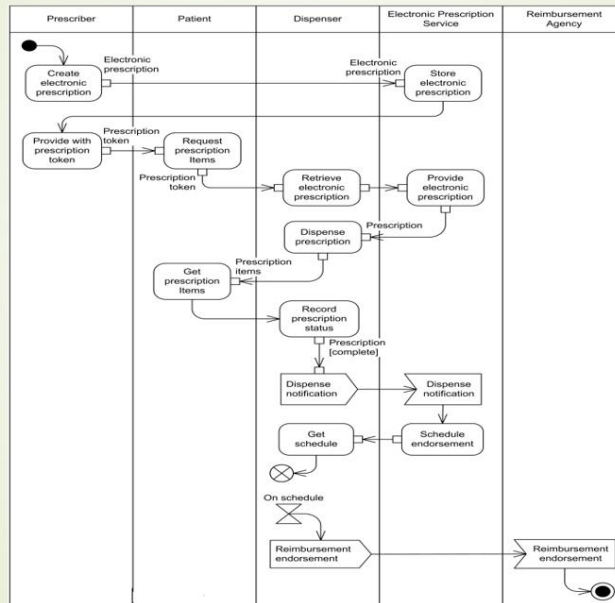 Prescriber
Patient
Dispenser
Electronic Prescription
Service
Reimbursement
Agency
Electronic
prescription
Electronic
prescription
Create
electronic
prescription
Store
electronic
prescription
Provide with
prescription
token
Prescription
token
Request
prescription
Items
Prescription
token
Retrieve
electronic
prescription
Provide
electronic
prescription
Prescription
Dispense
prescription
Prescription
items
Get
prescription
Items
Record
prescription
status
Prescription
[complete]
Dispense
notification
Dispense
notification
Get
schedule
Schedule
endorsement
On schedule
Reimbursement
endorsement
Reimbursement
endorsement